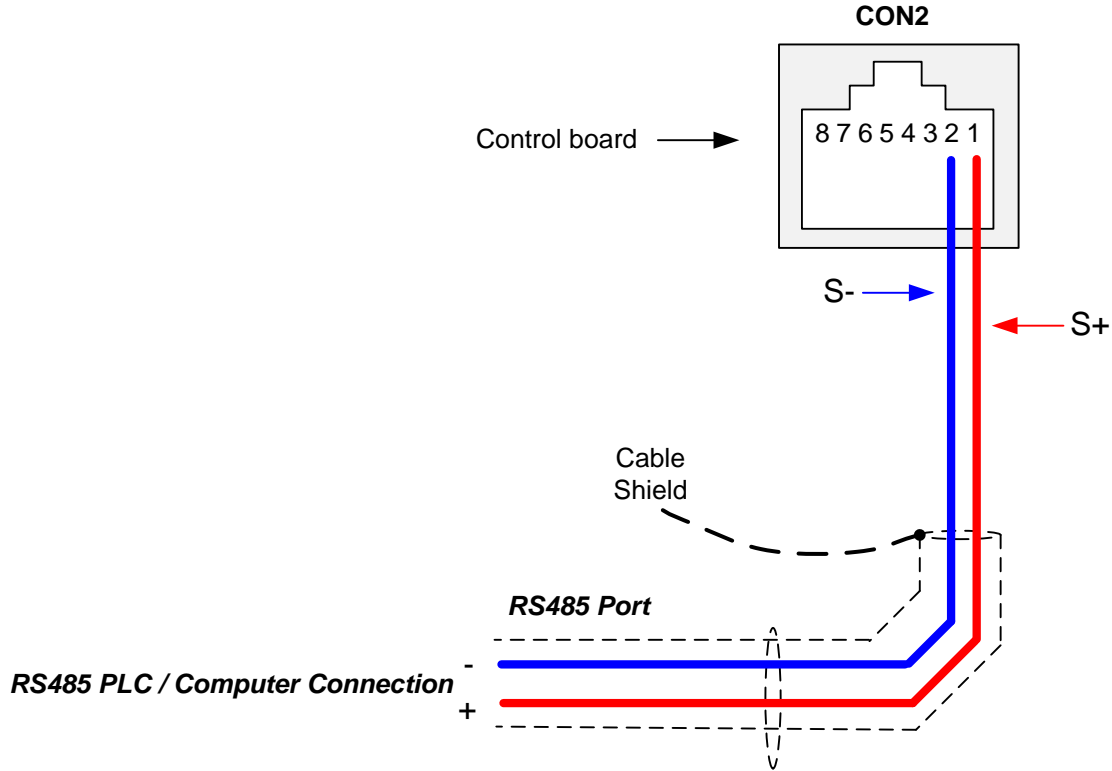 CON2
Control board
8 7 6 5 4 3 2 1
S-
S+
Cable
Shield
RS485 Port
-
RS485 PLC / Computer Connection
+